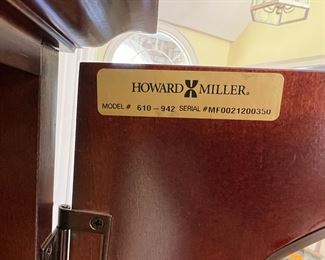 HOWARD MILLER®
MODEL # 610-942 SERIAL # MF0021200350